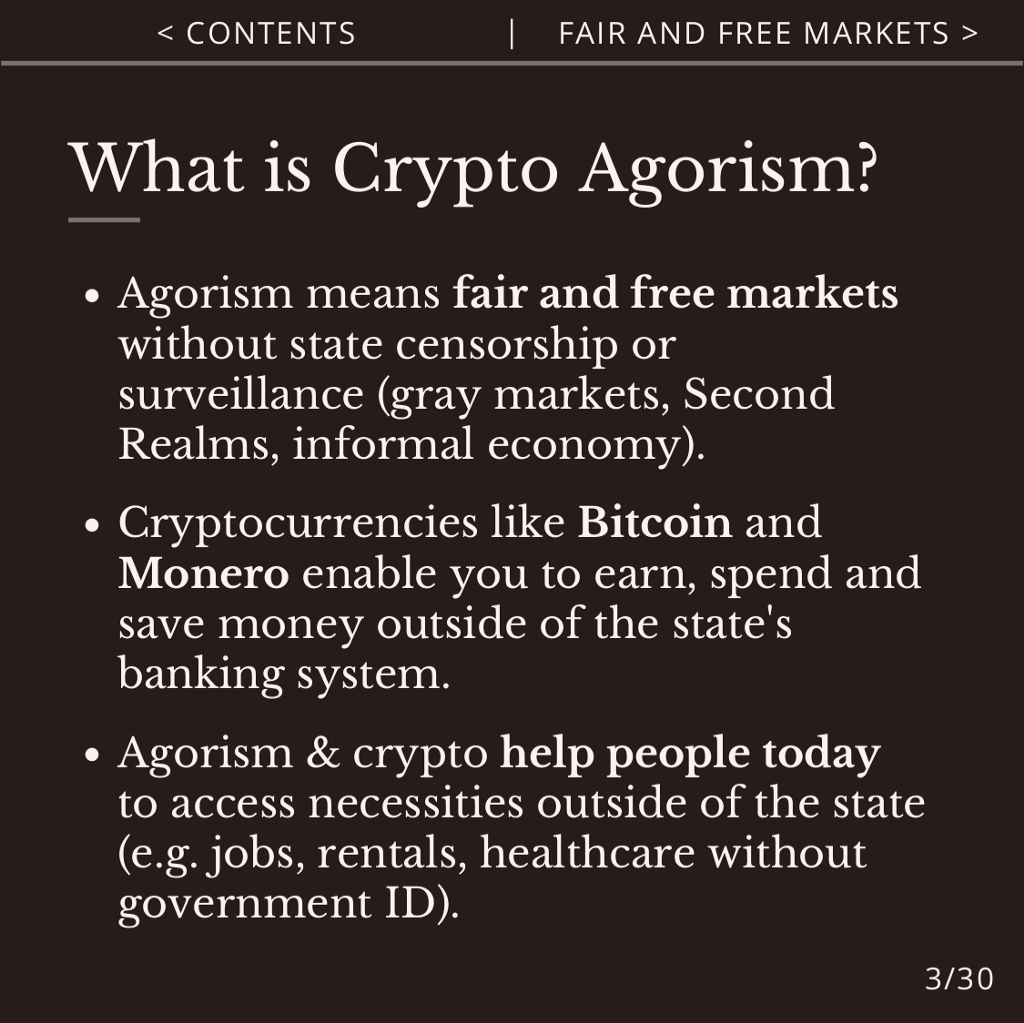 < CONTENTS | FAIR AND FREE MARKETS >
What is Crypto Agorism?
• Agorism means fair and free markets
without state censorship or
surveillance (gray markets, Second
Realms, informal economy).
• Cryptocurrencies like Bitcoin and
Monero enable you to earn, spend and
save money outside of the state's
banking system.
• Agorism & crypto help people today
to access necessities outside of the state
(e.g. jobs, rentals, healthcare without
government ID).
3/30